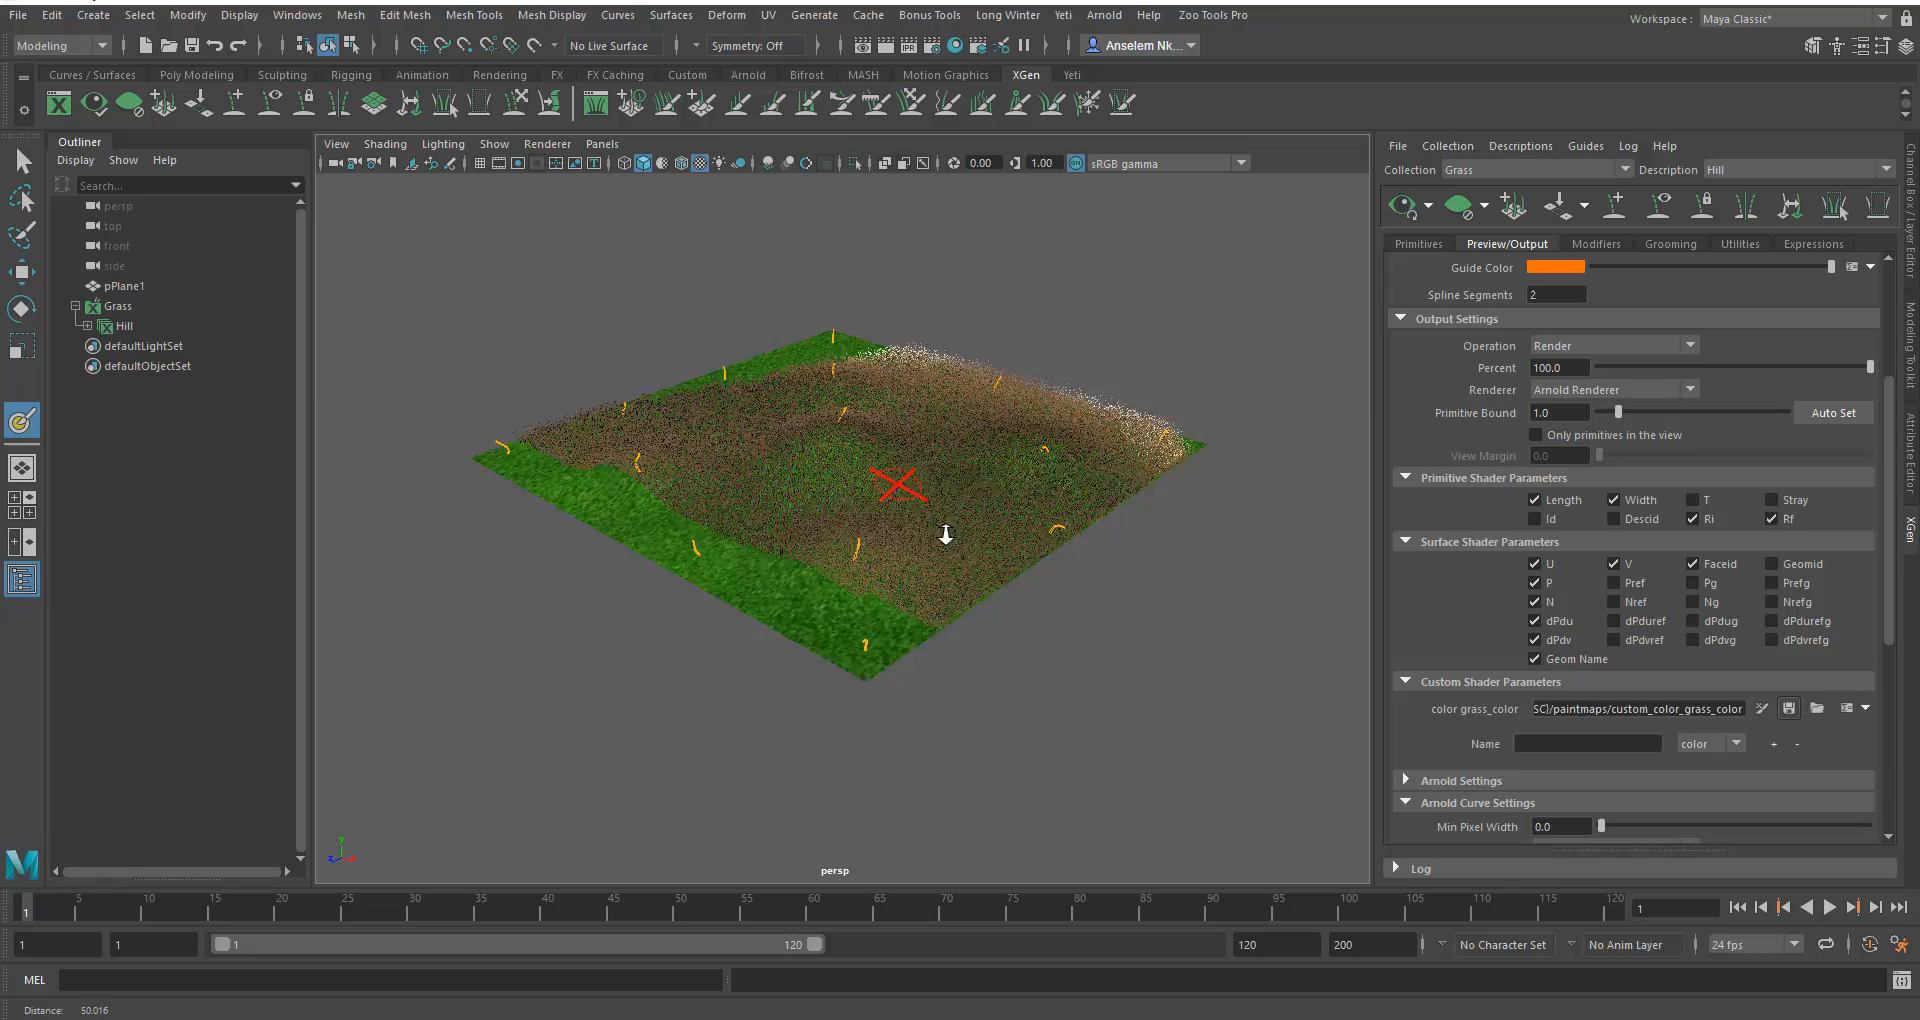 File Edit Create Select Modify Display Windows Mesh Edit Mesh Mesh Tools Mesh Display Curves Surfaces Deform UV Generate Cache Bonus Tools Long Winter Yeti Arnold Help Zoo Tools Pro
Workspace : Maya Classic*
Modeling No Live Surface Symmetry: Off IPR Anselem Nk...
Curves / Surfaces Poly Modeling Sculpting Rigging Animation Rendering FX FX Caching Custom Arnold Bifrost MASH Motion Graphics XGen Yeti
Outliner
Display Show Help
Search...
persp
top
front
side
pPlane1
Grass
Hill
defaultLightSet
defaultObjectSet
View Shading Lighting Show Renderer Panels
0.00 1.00 sRGB gamma
persp
File Collection Descriptions Guides Log Help
Collection Grass Description Hill
Primitives Preview/Output Modifiers Grooming Utilities Expressions
Guide Color
Spline Segments 2
Output Settings
Operation Render
Percent 100.0
Renderer Arnold Renderer
Primitive Bound 1.0 Auto Set
Only primitives in the view
View Margin 0.0
Primitive Shader Parameters
Length Width T Stray
Id Descid Ri Rf
Surface Shader Parameters
U V Faceid Geomid
P Pref Pg Prefg
N Nref Ng Nrefg
dPdu dPduref dPdug dPdurefg
dPdv dPdvref dPdvg dPdvrefg
Geom Name
Custom Shader Parameters
color grass_color SC}/paintmaps/custom_color_grass_color
Name color + -
Arnold Settings
Arnold Curve Settings
Min Pixel Width 0.0
Log
Channel Box / Layer Editor
Modeling Toolkit
Attribute Editor
XGen
1 5 10 15 20 25 30 35 40 45 50 55 60 65 70 75 80 85 90 95 100 105 110 115 120 1
1 1 1 120 120 200 No Character Set No Anim Layer 24 fps
MEL
Distance: 50.016